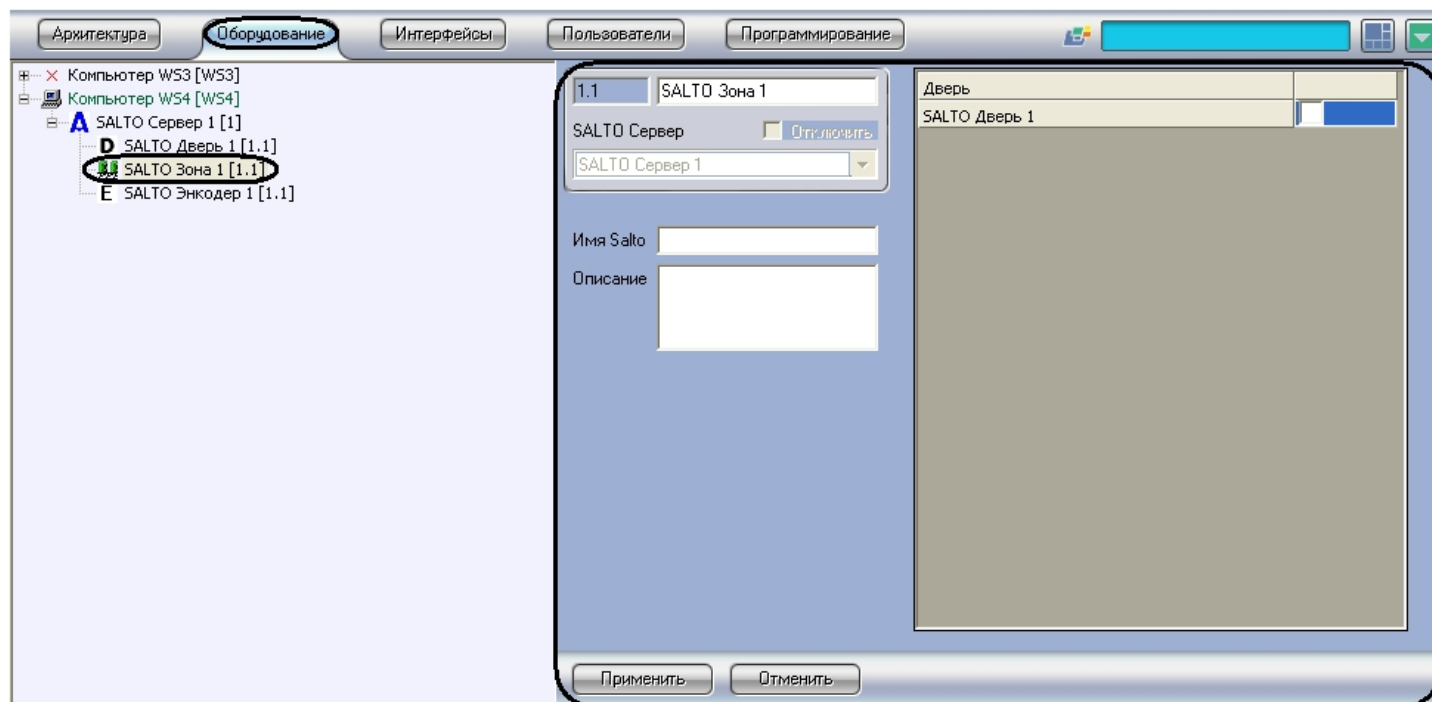 Архитектура Оборудование Интерфейсы Пользователи Программирование
Компьютер WS3 [WS3]
Компьютер WS4 [WS4]
A SALTO Сервер 1 [1]
D SALTO Дверь 1 [1.1]
SALTO Зона 1 [1.1]
E SALTO Энкодер 1 [1.1]
1.1 SALTO Зона 1
SALTO Сервер Отключить
SALTO Сервер 1
Имя Salto
Описание
Дверь
SALTO Дверь 1
Применить Отменить